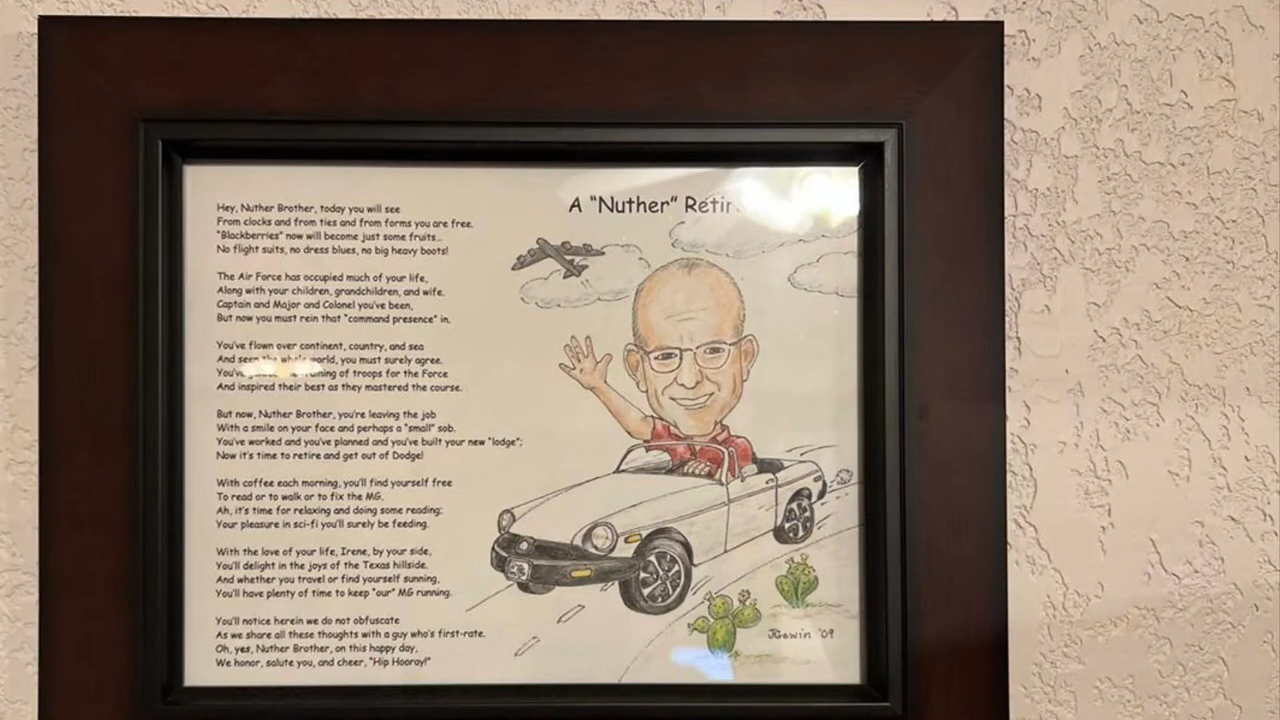 A "Nuther"
Hey, Nuther Brother, today you will see
From clocks and from ties and from forms you are free.
"Blackberries" now will become just some fruits...
No flight suits, no dress blues, no big heavy boots!
The Air Force has occupied much of your life,
Along with your children, grandchildren, and wife.
Captain and Major and Colonel you've been,
But now you must rein that "command presence" in.
You've flown over continent, country, and sea
And seen the whole world, you must surely agree.
of troops for the Force
And inspired their best as they mastered the course.
But now, Nuther Brother, you're leaving the job
With a smile on your face and perhaps a "small" sob.
You've worked and you've planned and you've built your new "lodge";
Now it's time to retire and get out of Dodge!
With coffee each morning, you'll find yourself free
To read or to walk or to fix the MG.
Ah, it's time for relaxing and doing some reading;
Your pleasure in sci-fi you'll surely be feeding.
With the love of your life, Irene, by your side,
You'll delight in the joys of the Texas hillside.
And whether you travel or find yourself sunning,
You'll have plenty of time to keep "our" MG running.
You'll notice herein we do not obfuscate
As we share all these thoughts with a guy who's first-rate.
Oh, yes, Nuther Brother, on this happy day,
We honor, salute you, and cheer, "Hip Hooray!"
JGewin '09